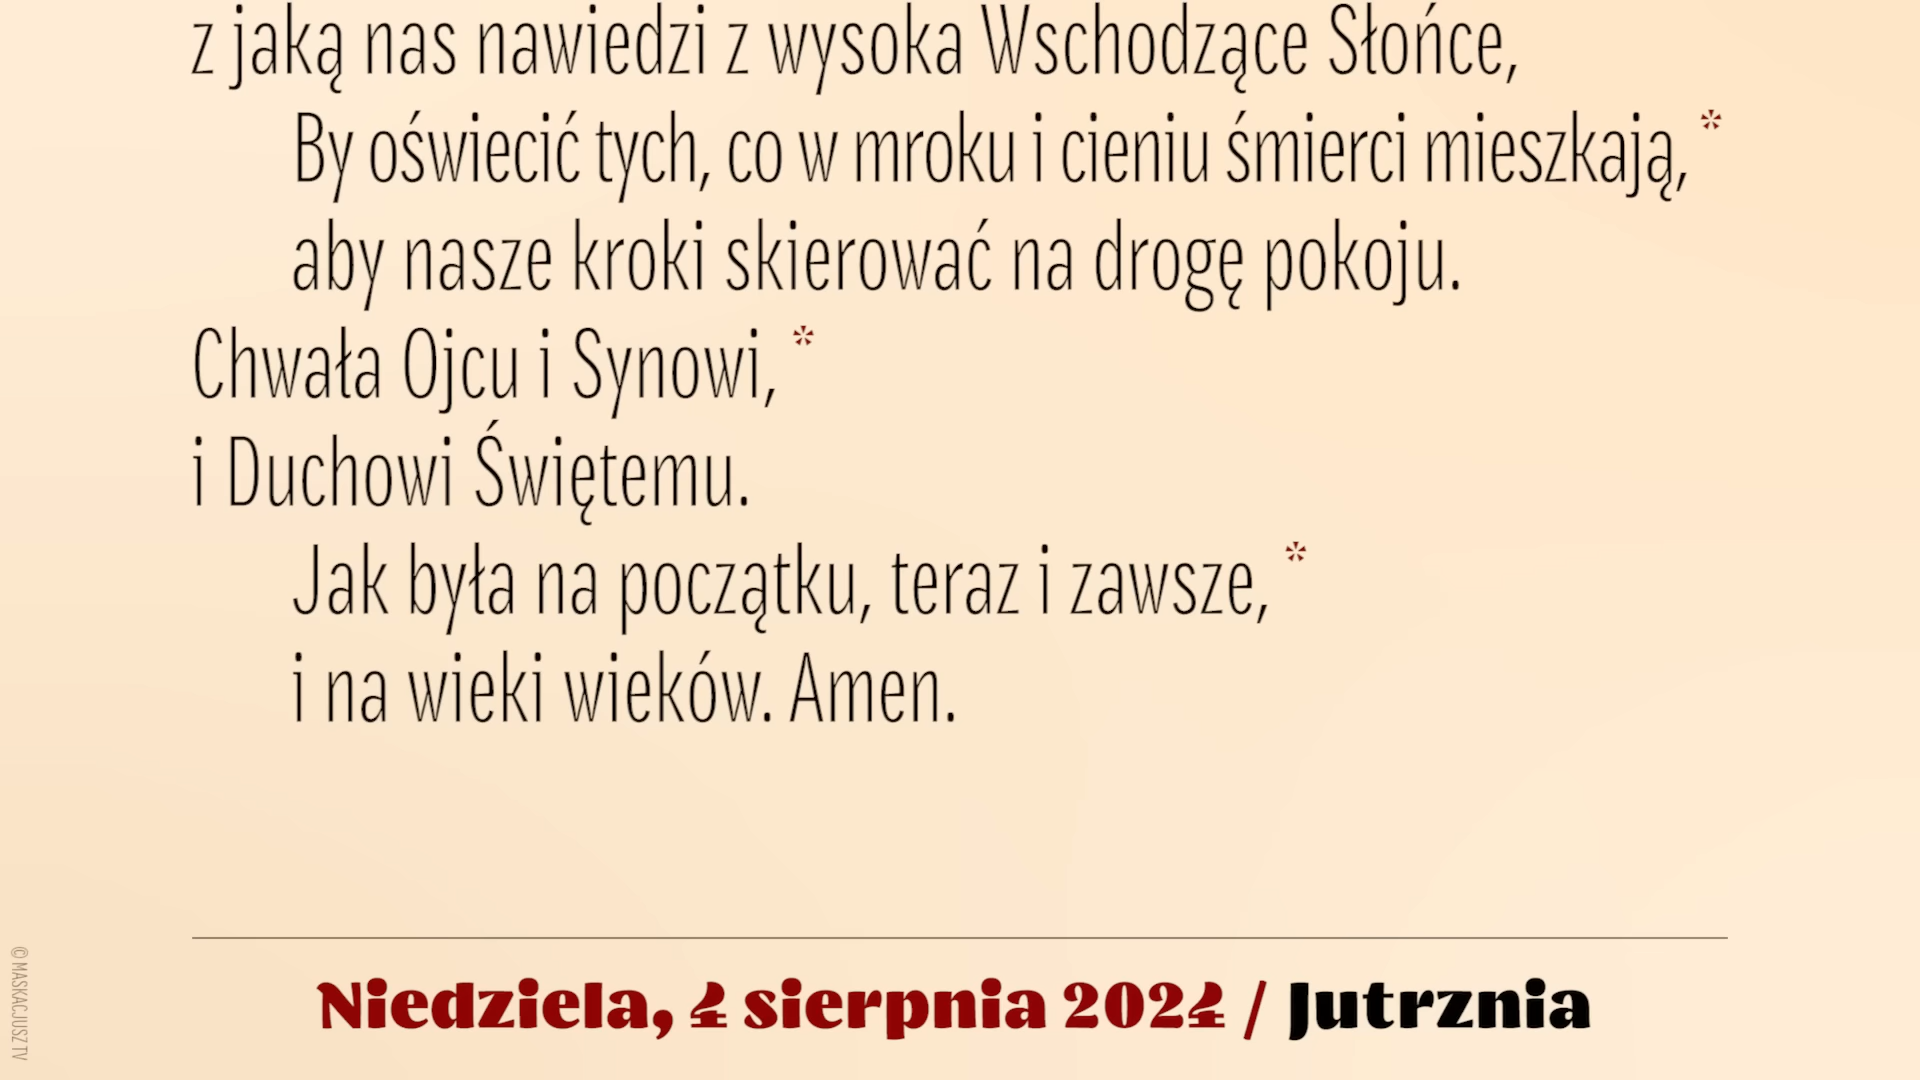 z jaką nas nawiedzi z wysoka Wschodzące Słońce,
By oświecić tych, co w mroku i cieniu śmierci mieszkają, *
aby nasze kroki skierować na drogę pokoju.
Chwała Ojcu i Synowi, *
i Duchowi Świętemu.
Jak była na początku, teraz i zawsze, *
i na wieki wieków. Amen.
Niedziela, 4 sierpnia 2024 / Jutrznia
© MASKACJUSZ TV